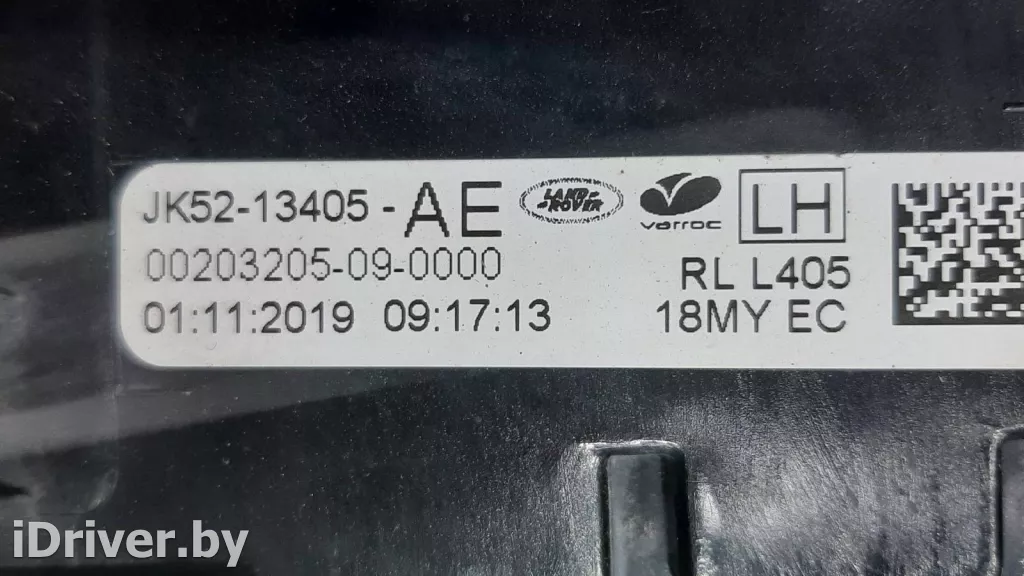 JK52-13405-AE LAND ROVER varroc LH
00203205-09-0000 RL L405
01:11:2019 09:17:13 18MY EC
iDriver.by